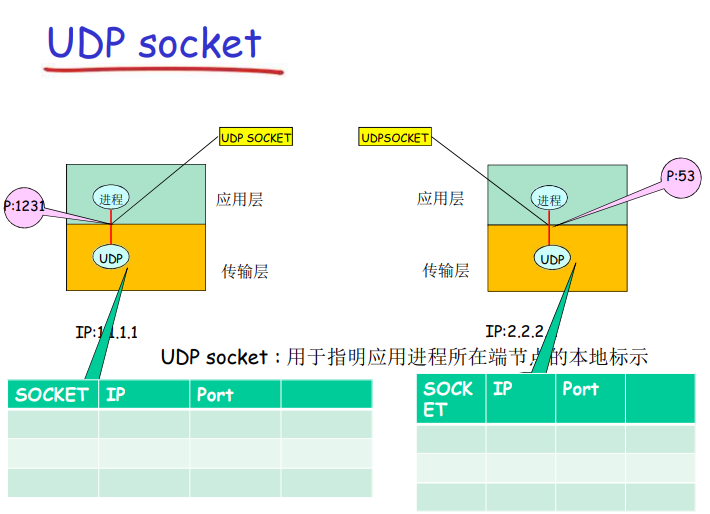 UDP socket
UDP SOCKET
UDPSOCKET
P:1231
进程
应用层
应用层
进程
P:53
UDP
传输层
传输层
UDP
IP:1.1.1.1
IP:2.2.2
UDP socket：用于指明应用进程所在端节点的本地标示
SOCKET IP Port
SOCK
ET IP Port